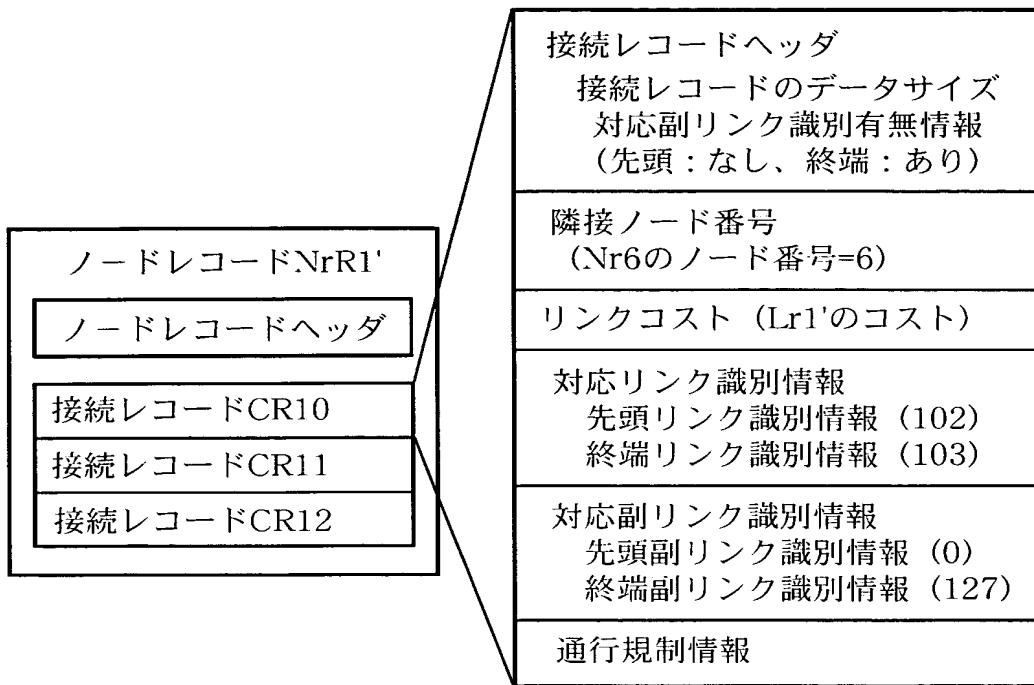 ノードレコードNrR1'
ノードレコードヘッダ
接続レコードCR10
接続レコードCR11
接続レコードCR12
接続レコードヘッダ
接続レコードのデータサイズ
対応副リンク識別有無情報
(先頭：なし、終端：あり)
隣接ノード番号
(Nr6のノード番号=6)
リンクコスト (Lr1'のコスト)
対応リンク識別情報
先頭リンク識別情報 (102)
終端リンク識別情報 (103)
対応副リンク識別情報
先頭副リンク識別情報 (0)
終端副リンク識別情報 (127)
通行規制情報